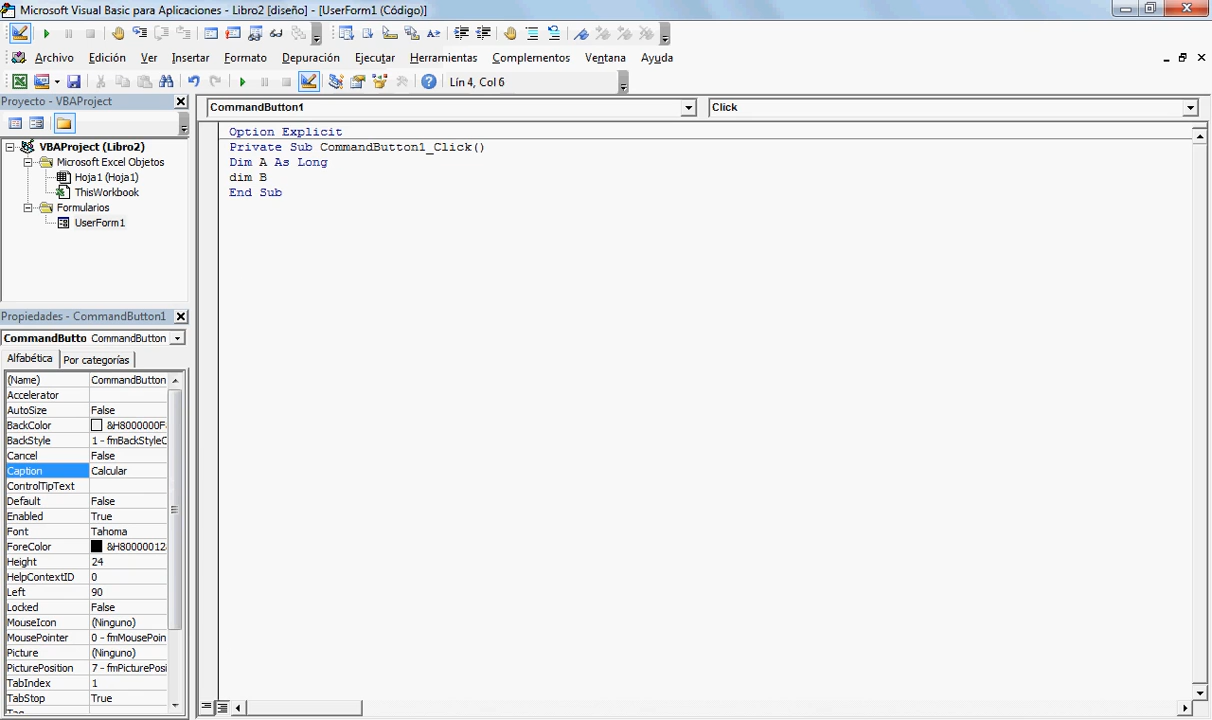 Microsoft Visual Basic para Aplicaciones - Libro2 [diseño] - [UserForm1 (Código)]
Archivo Edición Ver Insertar Formato Depuración Ejecutar Herramientas Complementos Ventana Ayuda
Lín 4, Col 6
Proyecto - VBAProject
CommandButton1 Click
VBAProject (Libro2)
Microsoft Excel Objetos
Hoja1 (Hoja1)
ThisWorkbook
Formularios
UserForm1
Option Explicit
Private Sub CommandButton1_Click()
Dim A As Long
dim B
End Sub
Propiedades - CommandButton1
CommandButto CommandButton
Alfabética Por categorías
(Name) CommandButton
Accelerator
AutoSize False
BackColor &H8000000F
BackStyle 1 - fmBackStyleO
Cancel False
Caption Calcular
ControlTipText
Default False
Enabled True
Font Tahoma
ForeColor &H80000012
Height 24
HelpContextID 0
Left 90
Locked False
MouseIcon (Ninguno)
MousePointer 0 - fmMousePoin
Picture (Ninguno)
PicturePosition 7 - fmPicturePosi
TabIndex 1
TabStop True